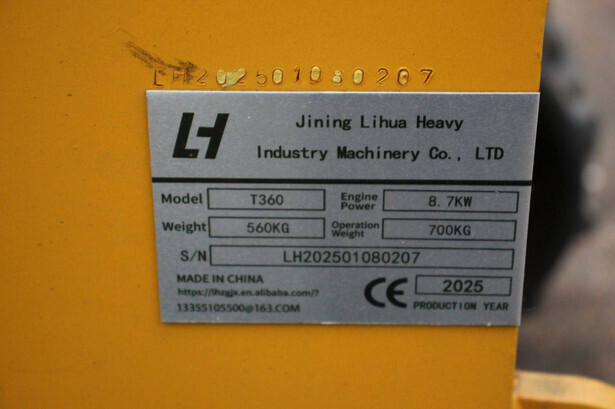 LH202501080207
LH Jining Lihua Heavy
Industry Machinery Co., LTD
Model T360 Engine Power 8.7KW
Weight 560KG Operation Weight 700KG
S/N LH202501080207
MADE IN CHINA
https://lhzgjx.en.alibaba.com/?
13355105500@163.COM
CE 2025
PRODUCTION YEAR